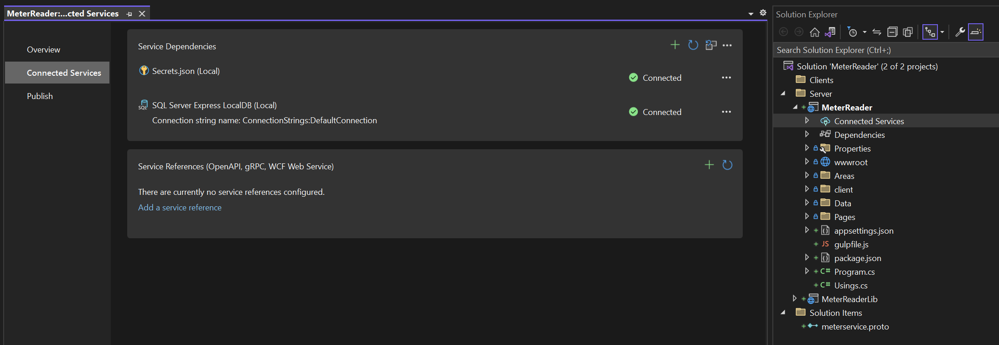 MeterReader:...cted Services
Overview
Connected Services
Publish
Service Dependencies
Secrets.json (Local)
Connected
SQL
SQL Server Express LocalDB (Local)
Connected
Connection string name: ConnectionStrings:DefaultConnection
Service References (OpenAPI, gRPC, WCF Web Service)
There are currently no service references configured.
Add a service reference
Solution Explorer
Search Solution Explorer (Ctrl+;)
Solution 'MeterReader' (2 of 2 projects)
Clients
Server
MeterReader
Connected Services
Dependencies
Properties
wwwroot
Areas
client
Data
Pages
appsettings.json
JS gulpfile.js
package.json
C# Program.cs
C# Usings.cs
MeterReaderLib
Solution Items
meterservice.proto